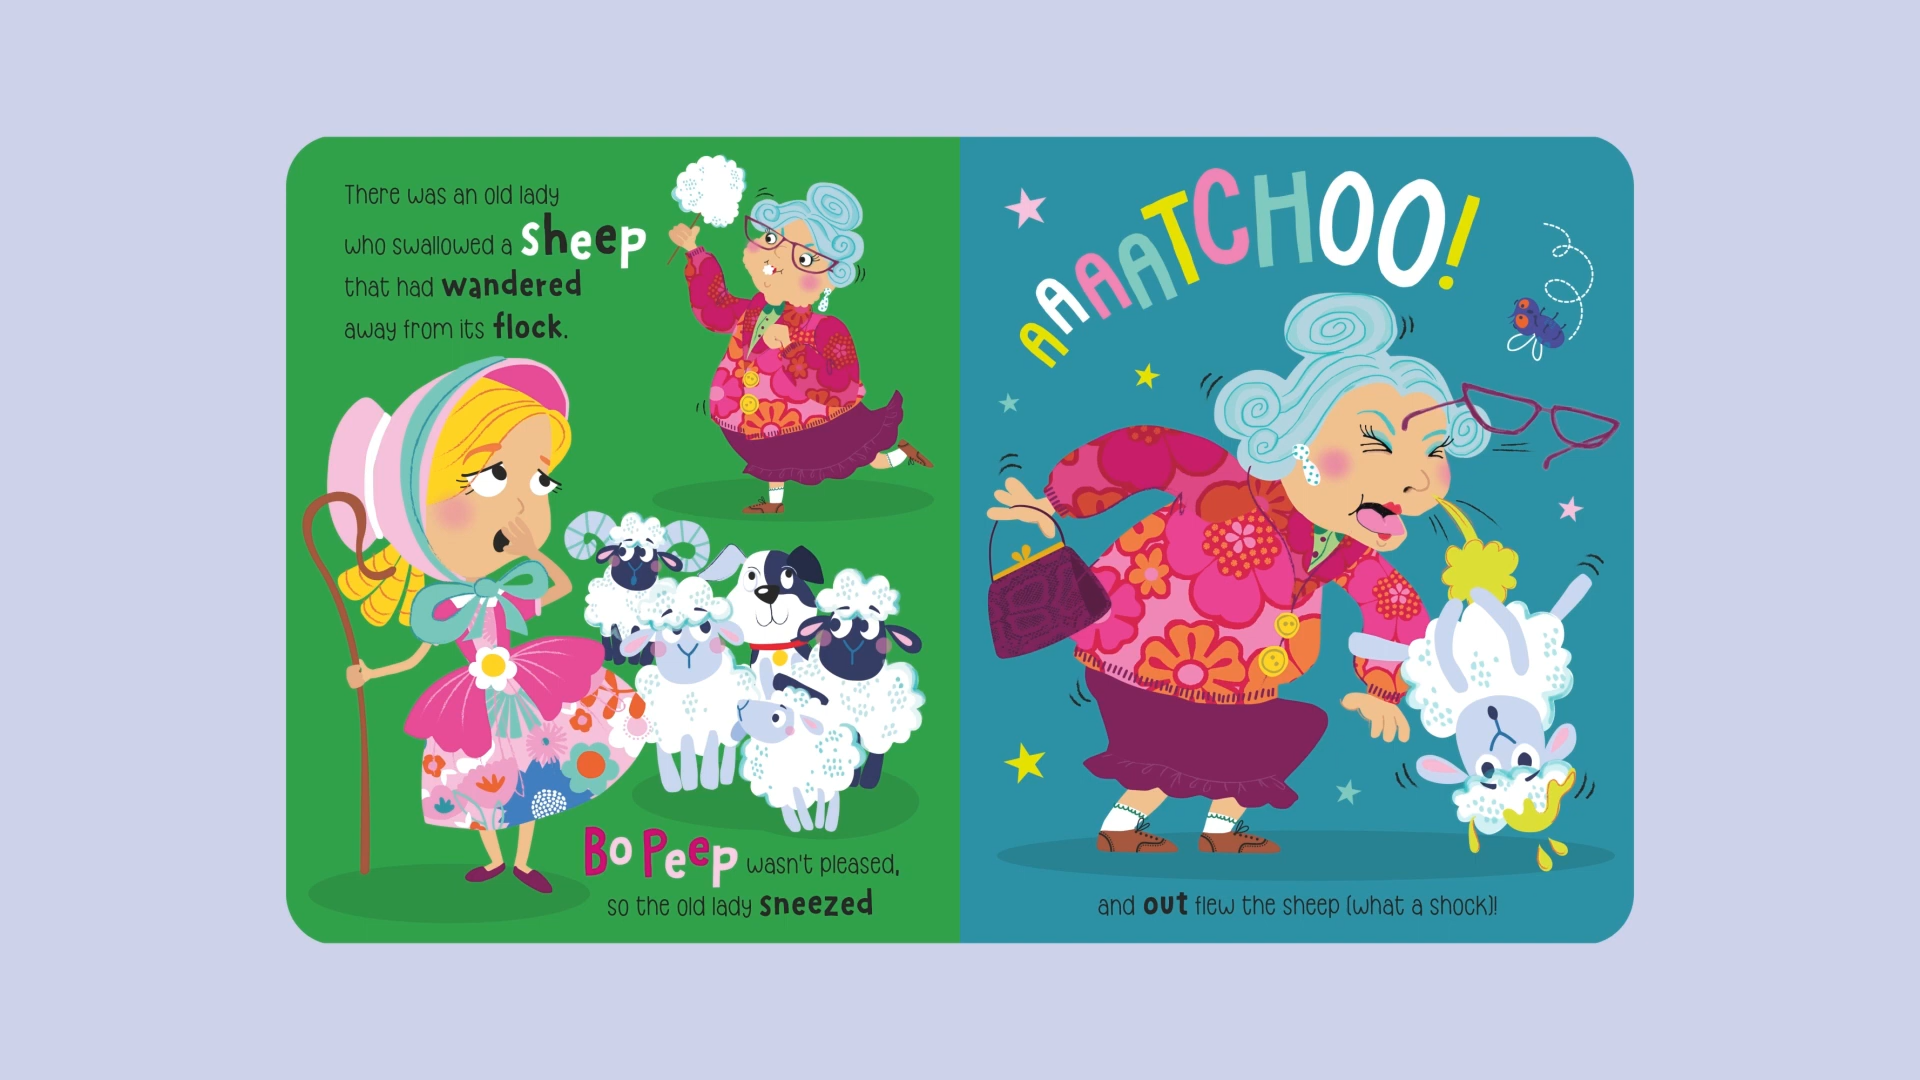 There was an old lady
who swallowed a sheep
that had wandered
away from its flock.
Bo Peep wasn't pleased,
so the old lady sneezed
AAAATCHOO!
and out flew the sheep (what a shock)!